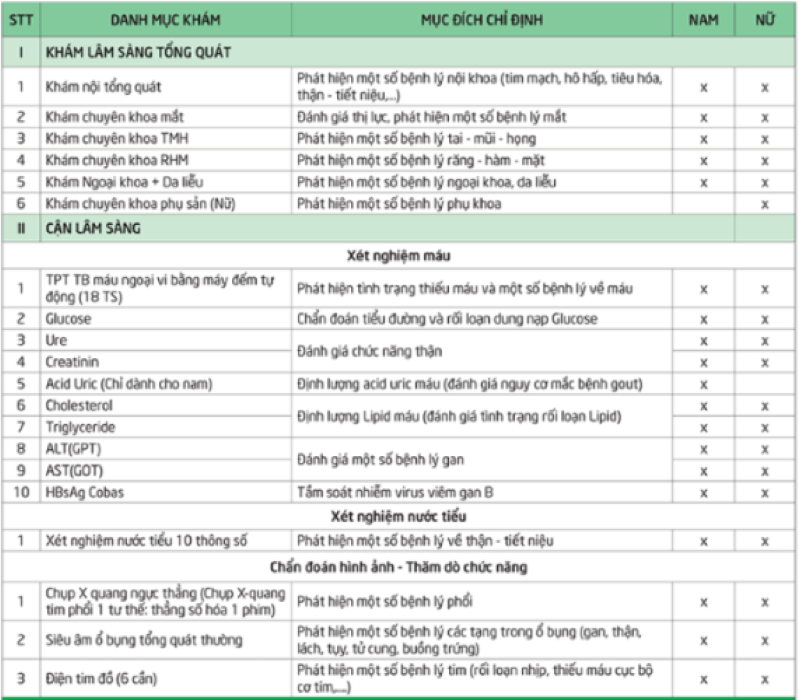 STT DANH MỤC KHÁM MỤC ĐÍCH CHỈ ĐỊNH NAM NỮ
I KHÁM LÂM SÀNG TỔNG QUÁT
1 Khám nội tổng quát Phát hiện một số bệnh lý nội khoa (tim mạch, hô hấp, tiêu hóa, x x
thận - tiết niệu,...)
2 Khám chuyên khoa mắt Đánh giá thị lực, phát hiện một số bệnh lý mắt x x
3 Khám chuyên khoa TMH Phát hiện một số bệnh lý tai - mũi - họng x x
4 Khám chuyên khoa RHM Phát hiện một số bệnh lý răng - hàm - mặt x x
5 Khám Ngoại khoa + Da liễu Phát hiện một số bệnh lý ngoại khoa, da liễu x x
6 Khám chuyên khoa phụ sản (Nữ) Phát hiện một số bệnh lý phụ khoa x
II CẬN LÂM SÀNG
Xét nghiệm máu
1 TPT TB máu ngoại vi bằng máy đếm tự Phát hiện tình trạng thiếu máu và một số bệnh lý về máu x x
động (18 TS)
2 Glucose Chẩn đoán tiểu đường và rối loạn dung nạp Glucose x x
3 Ure x x
Đánh giá chức năng thận
4 Creatinin x x
5 Acid Uric (Chỉ dành cho nam) Định lượng acid uric máu (đánh giá nguy cơ mắc bệnh gout) x
6 Cholesterol x x
Định lượng Lipid máu (đánh giá tình trạng rối loạn Lipid)
7 Triglyceride x x
8 ALT(GPT) x x
Đánh giá một số bệnh lý gan
9 AST(GOT) x x
10 HBsAg Cobas Tầm soát nhiễm virus viêm gan B x x
Xét nghiệm nước tiểu
1 Xét nghiệm nước tiểu 10 thông số Phát hiện một số bệnh lý về thận - tiết niệu x x
Chẩn đoán hình ảnh - Thăm dò chức năng
1 Chụp X quang ngực thẳng (Chụp X-quang Phát hiện một số bệnh lý phổi x x
tim phổi 1 tư thế: thẳng số hóa 1 phim)
2 Siêu âm ổ bụng tổng quát thường Phát hiện một số bệnh lý các tạng trong ổ bụng (gan, thận, x x
lách, tụy, tử cung, buồng trứng)
3 Điện tim đồ (6 cần) Phát hiện một số bệnh lý tim (rối loạn nhịp, thiếu máu cục bộ x x
cơ tim,....)